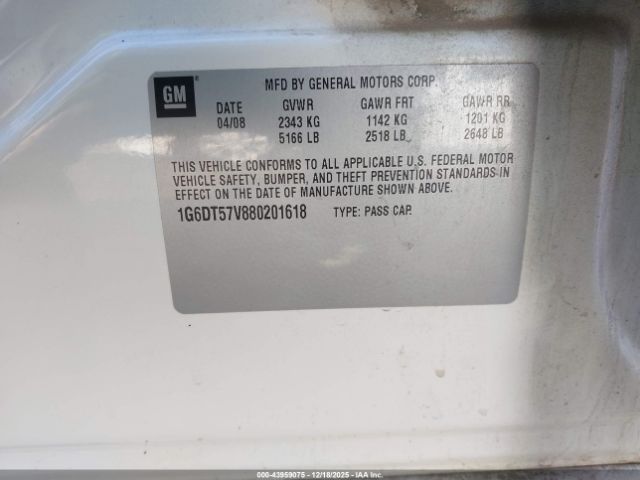 GM
MFD BY GENERAL MOTORS CORP.
DATE GVWR GAWR FRT GAWR RR
04/08 2343 KG 1142 KG 1201 KG
5166 LB 2518 LB 2648 LB
THIS VEHICLE CONFORMS TO ALL APPLICABLE U.S. FEDERAL MOTOR
VEHICLE SAFETY, BUMPER, AND THEFT PREVENTION STANDARDS IN
EFFECT ON THE DATE OF MANUFACTURE SHOWN ABOVE.
1G6DT57V880201618 TYPE: PASS CAR
000-43959075 - 12/18/2025 - IAA Inc.